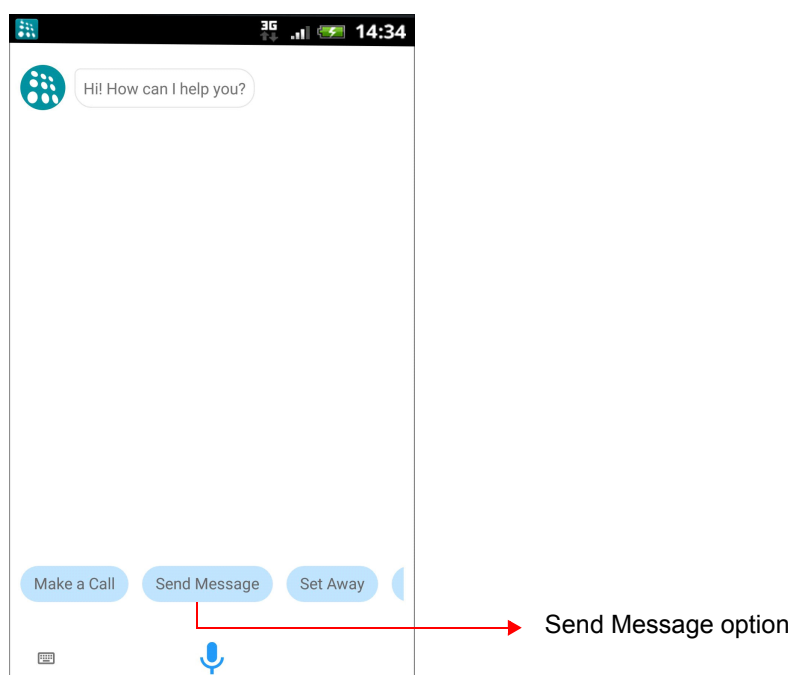 3G 14:34
Hi! How can I help you?
Make a Call Send Message Set Away
Send Message option